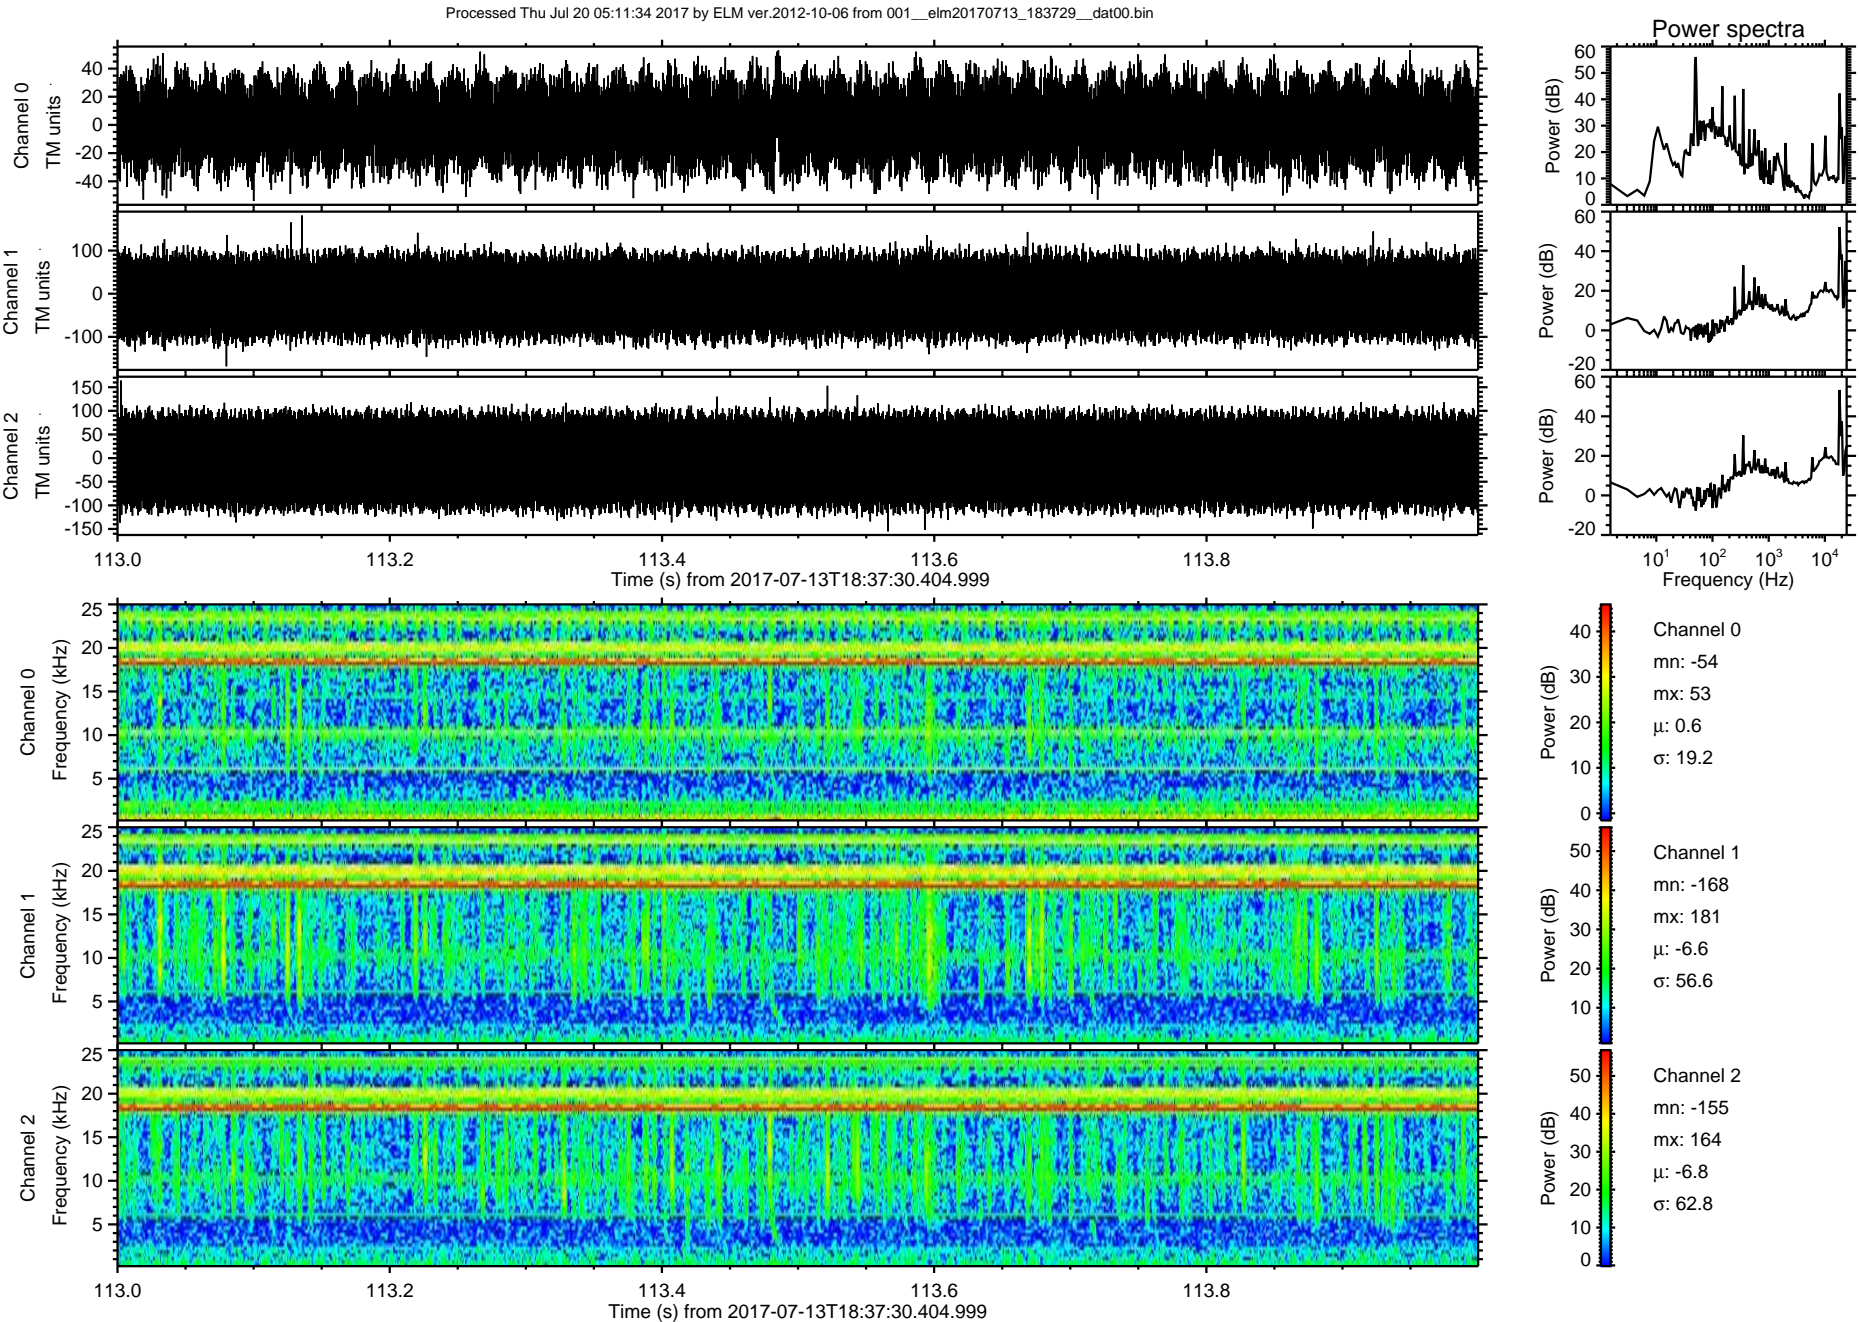 Processed Thu Jul 20 05:11:34 2017 by ELM ver.2012-10-06 from 001__elm20170713_183729__dat00.bin
Power spectra
Channel 0
TM units
40
20
0
-20
-40
Power (dB)
60
50
40
30
20
10
0
Channel 1
TM units
100
0
-100
Power (dB)
60
40
20
0
-20
Channel 2
TM units
150
100
50
0
-50
-100
-150
Power (dB)
60
40
20
0
-20
113.0 113.2 113.4 113.6 113.8
Time (s) from 2017-07-13T18:37:30.404.999
10¹ 10² 10³ 10⁴
Frequency (Hz)
Channel 0
Frequency (kHz)
25
20
15
10
5
Power (dB)
40
30
20
10
0
Channel 0
mn: -54
mx: 53
μ: 0.6
σ: 19.2
Channel 1
Frequency (kHz)
25
20
15
10
5
Power (dB)
50
40
30
20
10
Channel 1
mn: -168
mx: 181
μ: -6.6
σ: 56.6
Channel 2
Frequency (kHz)
25
20
15
10
5
Power (dB)
50
40
30
20
10
0
Channel 2
mn: -155
mx: 164
μ: -6.8
σ: 62.8
113.0 113.2 113.4 113.6 113.8
Time (s) from 2017-07-13T18:37:30.404.999